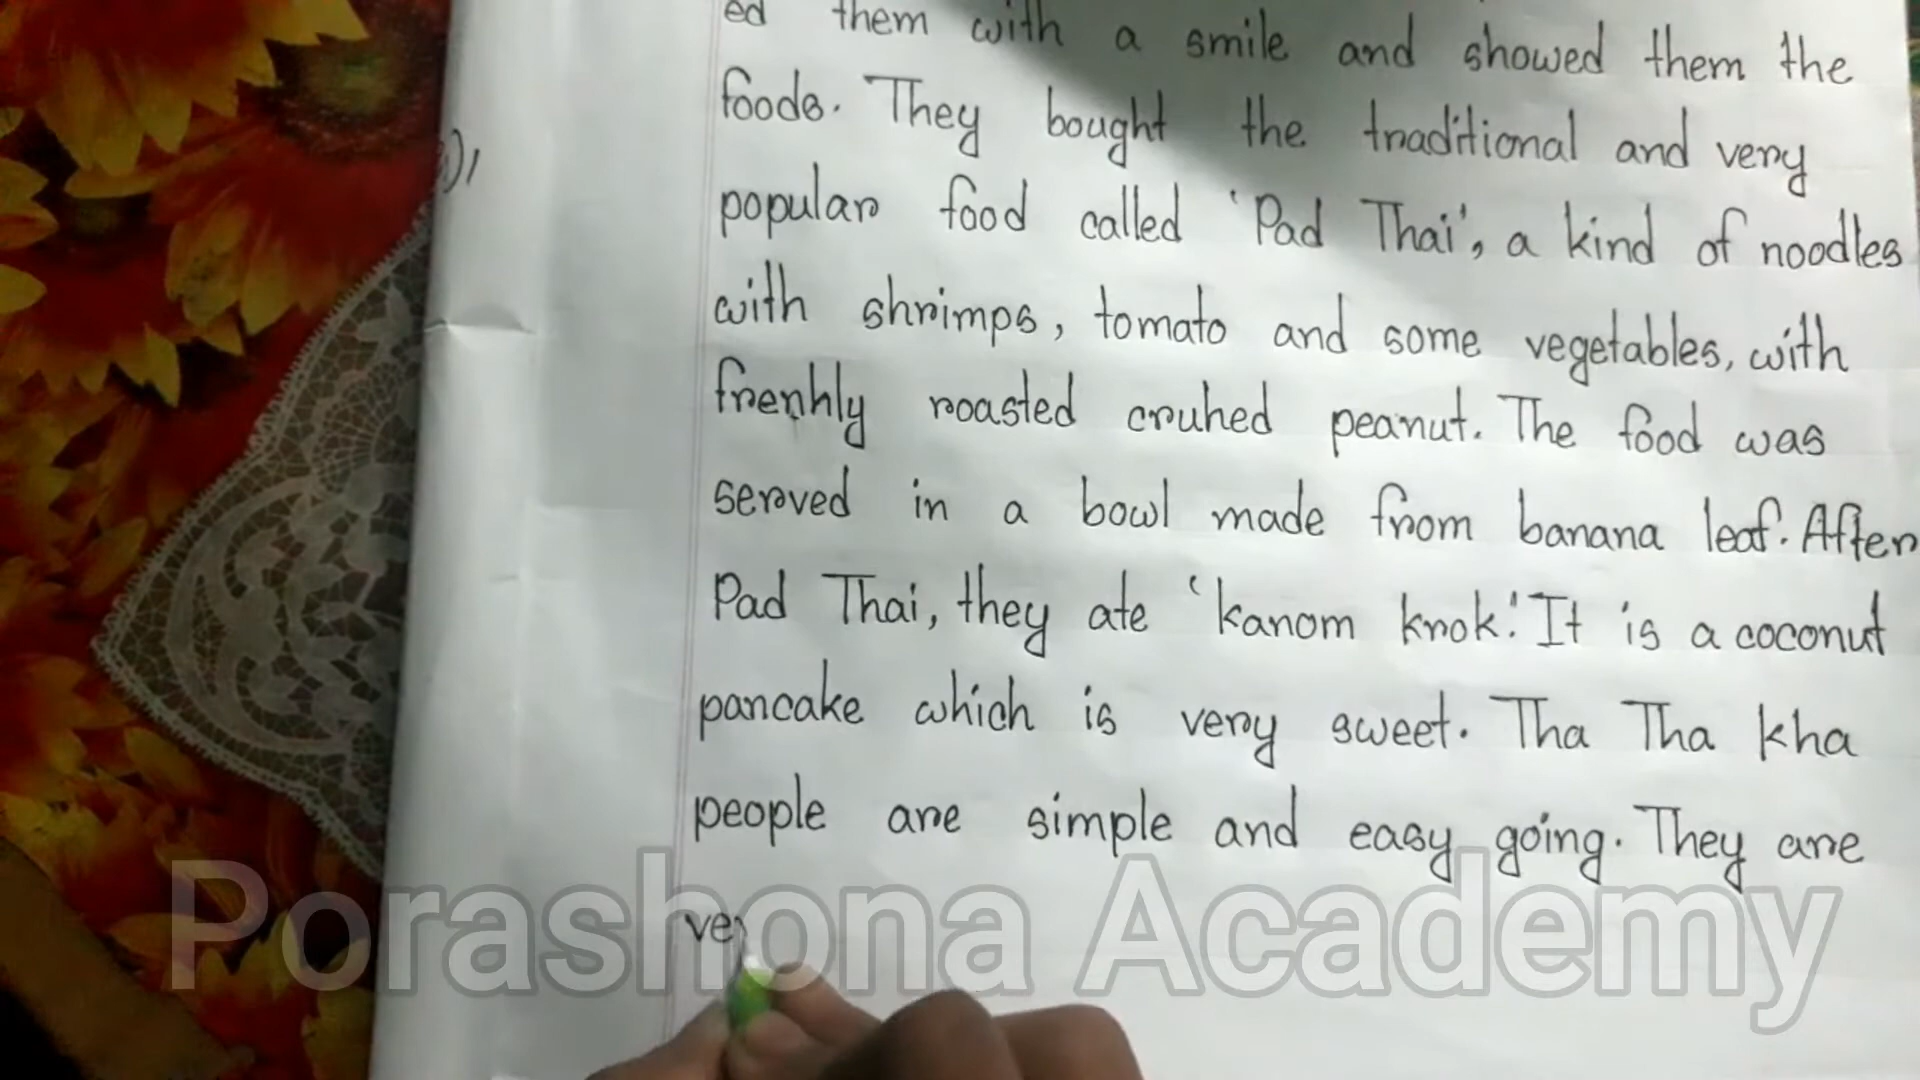 ed them with a smile and showed them the
foods. They bought the traditional and very
popular food called 'Pad Thai', a kind of noodles
with shrimps, tomato and some vegetables, with
frenhly roasted cruhed peanut. The food was
served in a bowl made from banana leaf. After
Pad Thai, they ate 'kanom krok'. It is a coconut
pancake which is very sweet. Tha Tha kha
people are simple and easy going. They are
ver
Porashona Academy